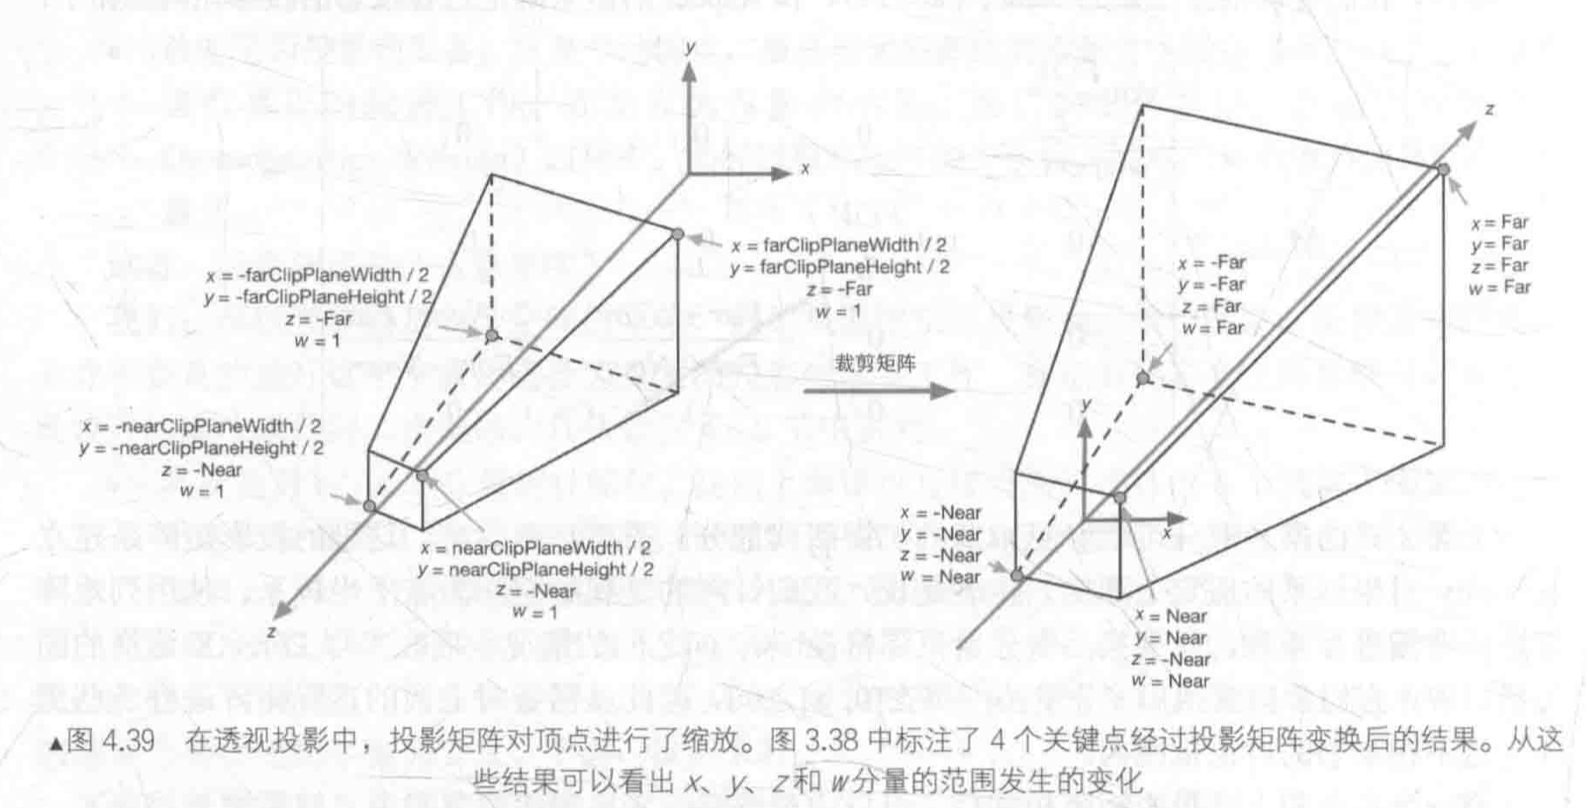 y
x
x = -farClipPlaneWidth / 2
y = -farClipPlaneHeight / 2
z = -Far
w = 1
x = farClipPlaneWidth / 2
y = farClipPlaneHeight / 2
z = -Far
w = 1
x = -nearClipPlaneWidth / 2
y = -nearClipPlaneHeight / 2
z = -Near
w = 1
x = nearClipPlaneWidth / 2
y = nearClipPlaneHeight / 2
z = -Near
w = 1
z
裁剪矩阵
z
x = Far
y = Far
z = Far
w = Far
x = -Far
y = -Far
z = Far
w = Far
y
x
x = -Near
y = -Near
z = -Near
w = Near
x = Near
y = Near
z = -Near
w = Near
▲图 4.39 在透视投影中，投影矩阵对顶点进行了缩放。图 3.38 中标注了 4 个关键点经过投影矩阵变换后的结果。从这
些结果可以看出 x、y、z和 w分量的范围发生的变化